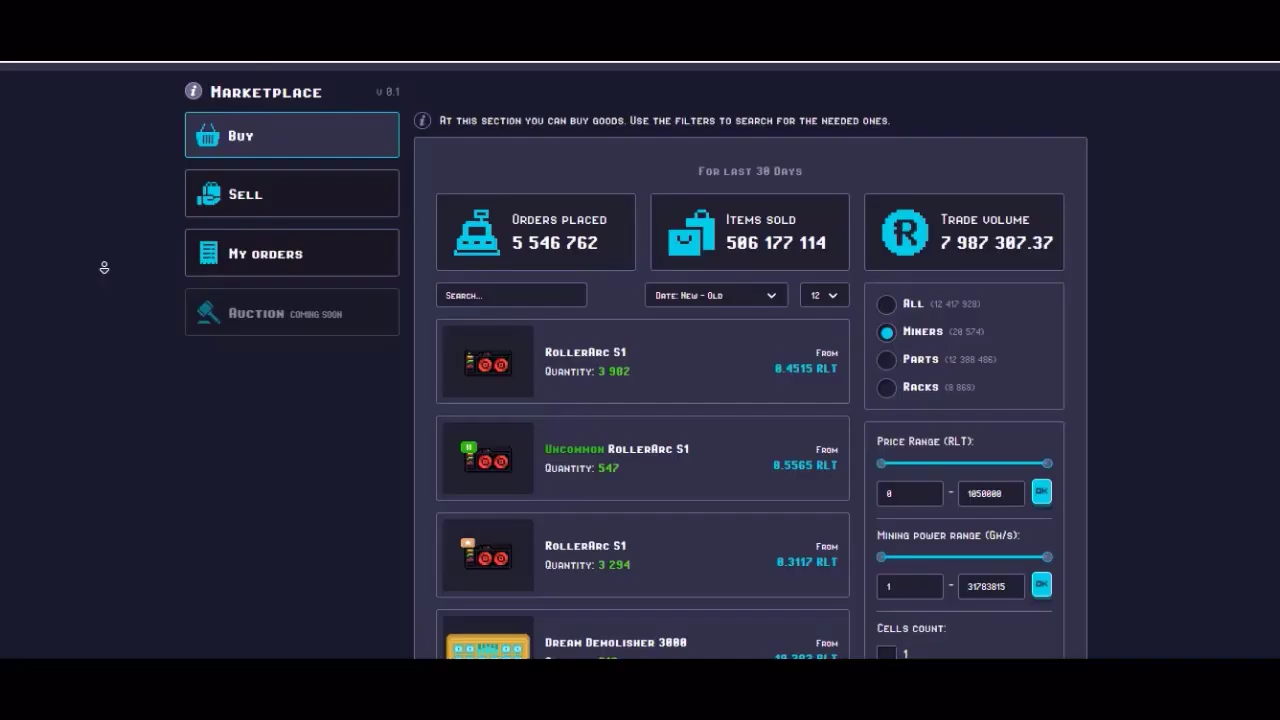 Marketplace v 0.1
Buy
Sell
My orders
Auction coming soon
At this section you can buy goods. Use the filters to search for the needed ones.
For last 30 Days
Orders placed
5 546 762
Items sold
506 177 114
Trade volume
7 987 307.37
Search...
Date: New - Old
12
RollerArc S1
Quantity: 3 982
From
0.4515 RLT
Uncommon RollerArc S1
Quantity: 547
From
0.5565 RLT
RollerArc S1
Quantity: 3 294
From
0.3117 RLT
Dream Demolisher 3000
From
All (12 417 928)
Miners (20 574)
Parts (12 388 486)
Racks (8 868)
Price Range (RLT):
0 - 1050000 OK
Mining power range (Gh/s):
1 - 31783815 OK
Cells count:
1